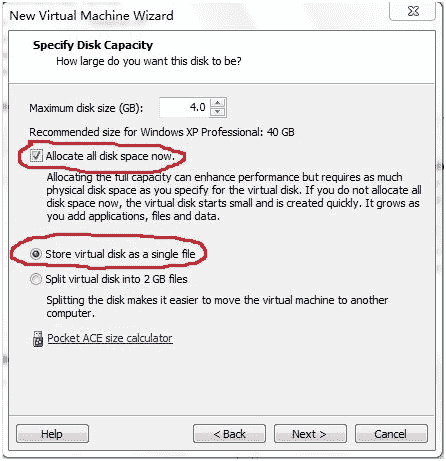 New Virtual Machine Wizard
Specify Disk Capacity
How large do you want this disk to be?
Maximum disk size (GB): 4.0
Recommended size for Windows XP Professional: 40 GB
Allocate all disk space now.
Allocating the full capacity can enhance performance but requires as much
physical disk space as you specify for the virtual disk. If you do not allocate all
disk space now, the virtual disk starts small and is created quickly. It grows as
you add applications, files and data.
Store virtual disk as a single file
Split virtual disk into 2 GB files
Splitting the disk makes it easier to move the virtual machine to another
computer.
Pocket ACE size calculator
Help < Back Next > Cancel